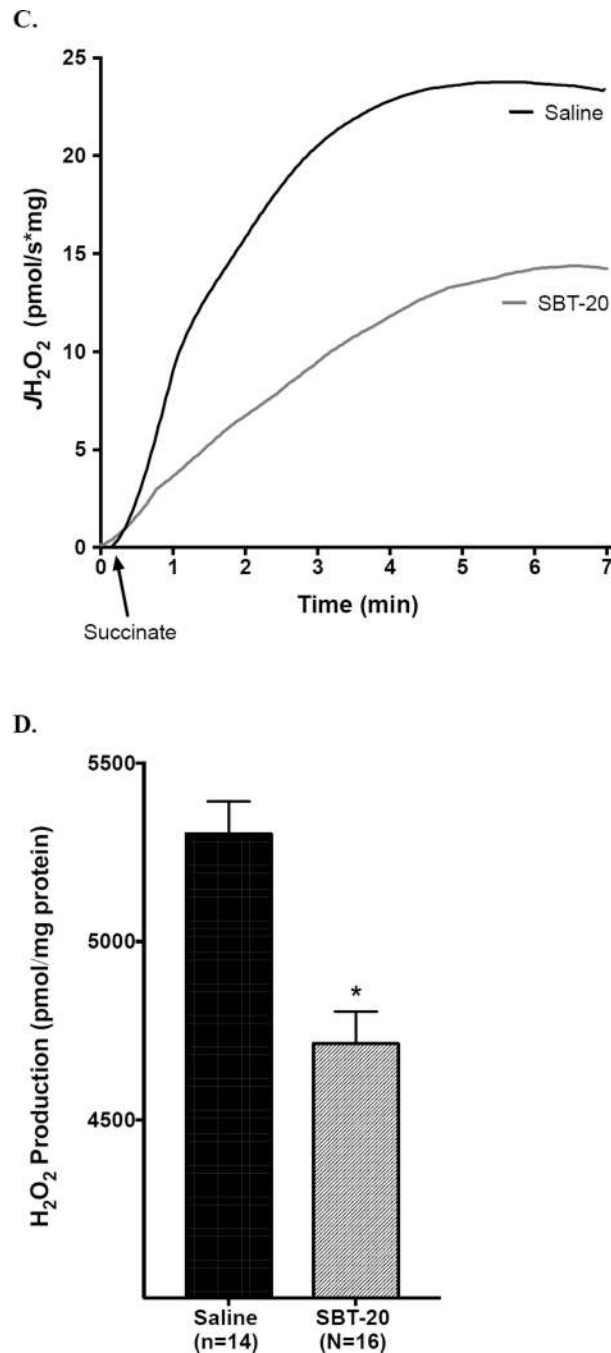 C.
25
20
15
10
5
0
JH₂O₂ (pmol/s*mg)
Saline
SBT-20
0 1 2 3 4 5 6 7
Time (min)
Succinate
D.
5500
5000
4500
H₂O₂ Production (pmol/mg protein)
*
Saline SBT-20
(n=14) (N=16)